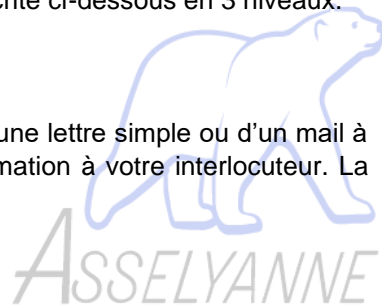 crite ci-dessous en 3 niveaux.
une lettre simple ou d'un mail à
mation à votre interlocuteur. La
ASSELYANNE